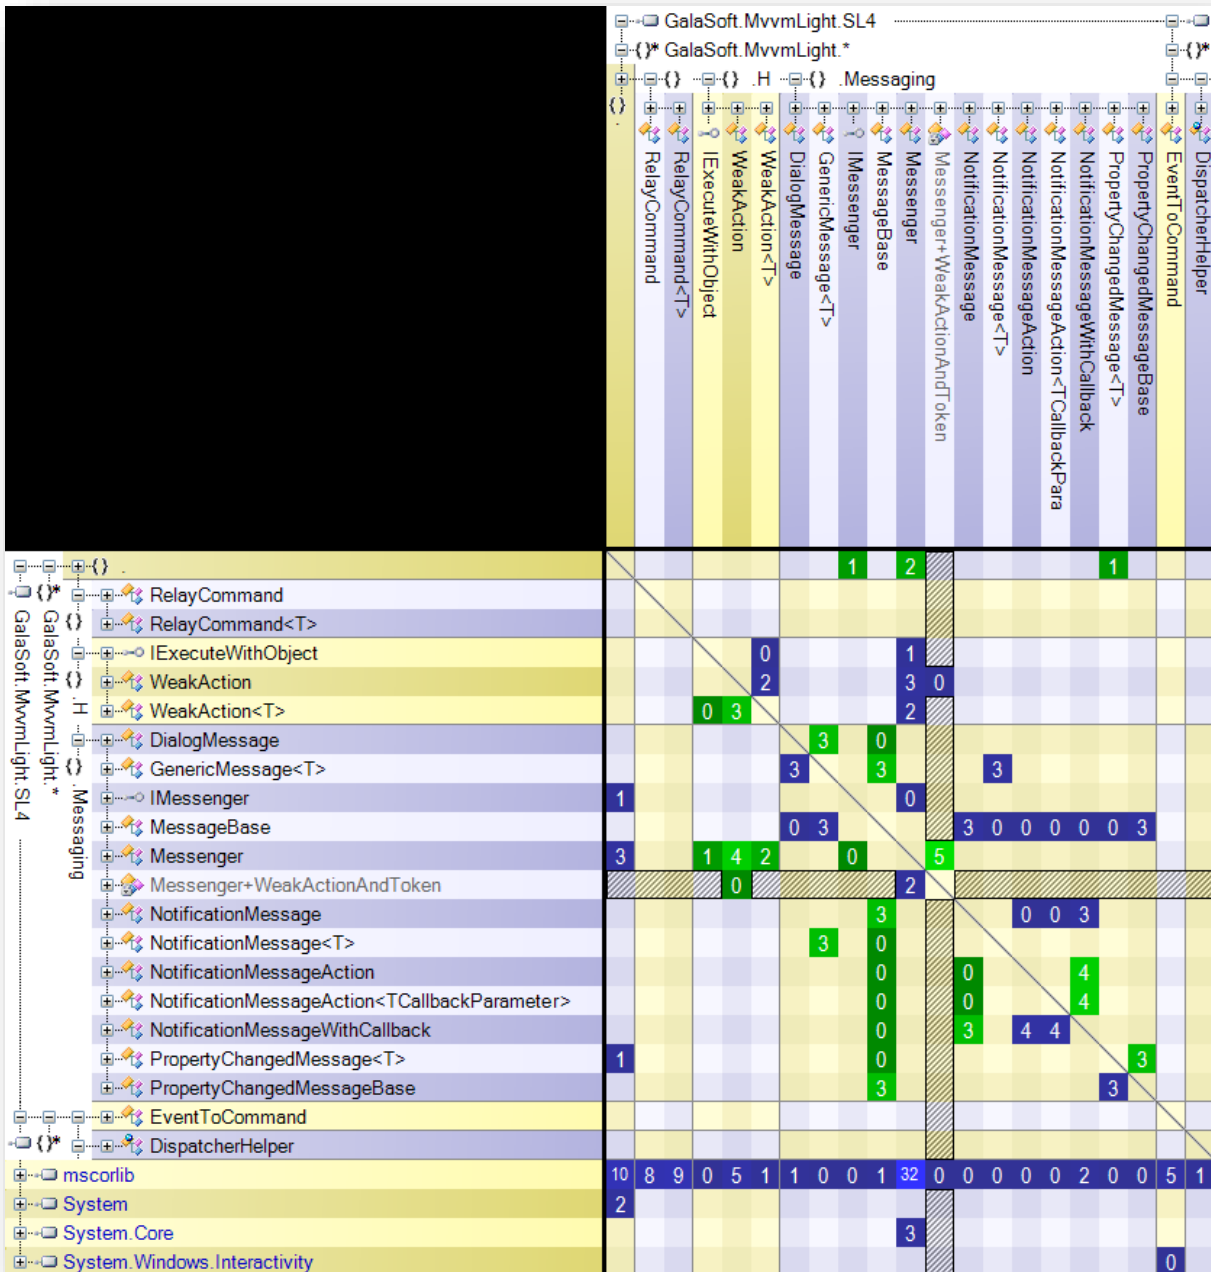 GalaSoft.MvvmLight.SL4
{}* GalaSoft.MvvmLight.* {}*
{} {} .H {} .Messaging
{} .
RelayCommand
RelayCommand<T>
IExecuteWithObject
WeakAction
WeakAction<T>
DialogMessage
GenericMessage<T>
IMessenger
MessageBase
Messenger
Messenger+WeakActionAndToken
NotificationMessage
NotificationMessage<T>
NotificationMessageAction
NotificationMessageAction<TCallbackPara
NotificationMessageWithCallback
PropertyChangedMessage<T>
PropertyChangedMessageBase
EventToCommand
DispatcherHelper
GalaSoft.MvvmLight.SL4
{}* GalaSoft.MvvmLight.*
{}
{} .H
{} .Messaging
{}*
{} . 1 2 1
RelayCommand
RelayCommand<T>
IExecuteWithObject 0 1
WeakAction 2 3 0
WeakAction<T> 0 3 2
DialogMessage 3 0
GenericMessage<T> 3 3 3
IMessenger 1 0
MessageBase 0 3 3 0 0 0 0 0 3
Messenger 3 1 4 2 0 5
Messenger+WeakActionAndToken 0 2
NotificationMessage 3 0 0 3
NotificationMessage<T> 3 0
NotificationMessageAction 0 0 4
NotificationMessageAction<TCallbackParameter> 0 0 4
NotificationMessageWithCallback 0 3 4 4
PropertyChangedMessage<T> 1 0 3
PropertyChangedMessageBase 3 3
EventToCommand
DispatcherHelper
mscorlib 10 8 9 0 5 1 1 0 0 1 32 0 0 0 0 0 2 0 0 5 1
System 2
System.Core 3
System.Windows.Interactivity 0